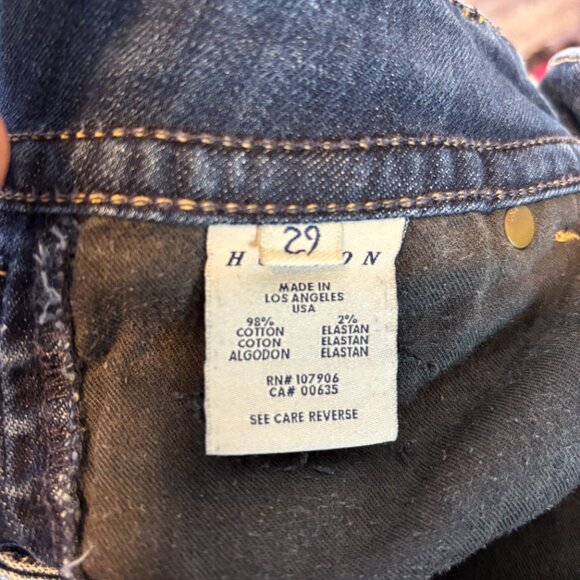 29
H ON
MADE IN
LOS ANGELES
USA
98% 2%
COTTON ELASTAN
COTON ELASTAN
ALGODON ELASTAN
RN# 107906
CA# 00635
SEE CARE REVERSE